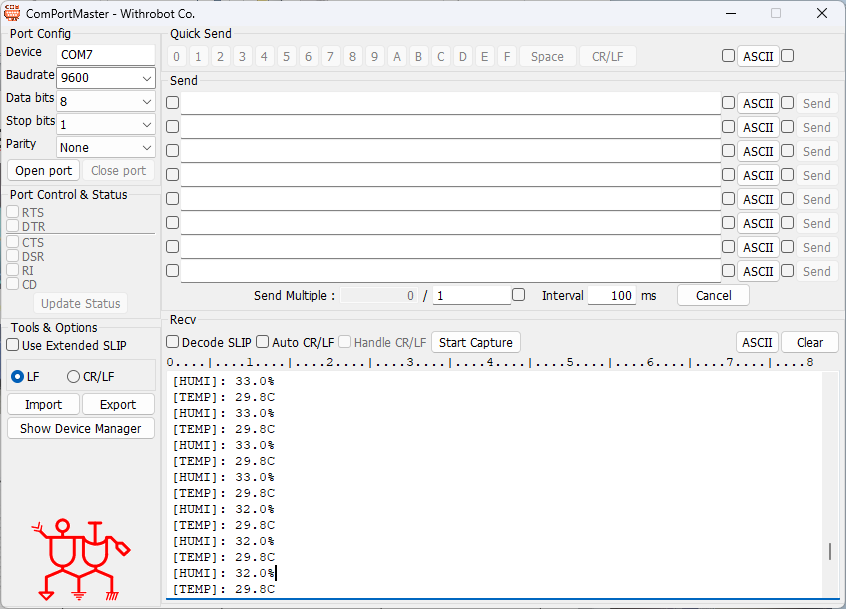 ComPortMaster - Withrobot Co.
Port Config
Device COM7
Baudrate 9600
Data bits 8
Stop bits 1
Parity None
Open port Close port
Port Control & Status
RTS
DTR
CTS
DSR
RI
CD
Update Status
Tools & Options
Use Extended SLIP
LF CR/LF
Import Export
Show Device Manager
Quick Send
0 1 2 3 4 5 6 7 8 9 A B C D E F Space CR/LF ASCII
Send
ASCII Send
ASCII Send
ASCII Send
ASCII Send
ASCII Send
ASCII Send
ASCII Send
ASCII Send
Send Multiple : 0 / 1 Interval 100 ms Cancel
Recv
Decode SLIP Auto CR/LF Handle CR/LF Start Capture ASCII Clear
0....|....1....|....2....|....3....|....4....|....5....|....6....|....7....|....8
[HUMI]: 33.0%
[TEMP]: 29.8C
[HUMI]: 33.0%
[TEMP]: 29.8C
[HUMI]: 33.0%
[TEMP]: 29.8C
[HUMI]: 33.0%
[TEMP]: 29.8C
[HUMI]: 32.0%
[TEMP]: 29.8C
[HUMI]: 32.0%
[TEMP]: 29.8C
[HUMI]: 32.0%
[TEMP]: 29.8C